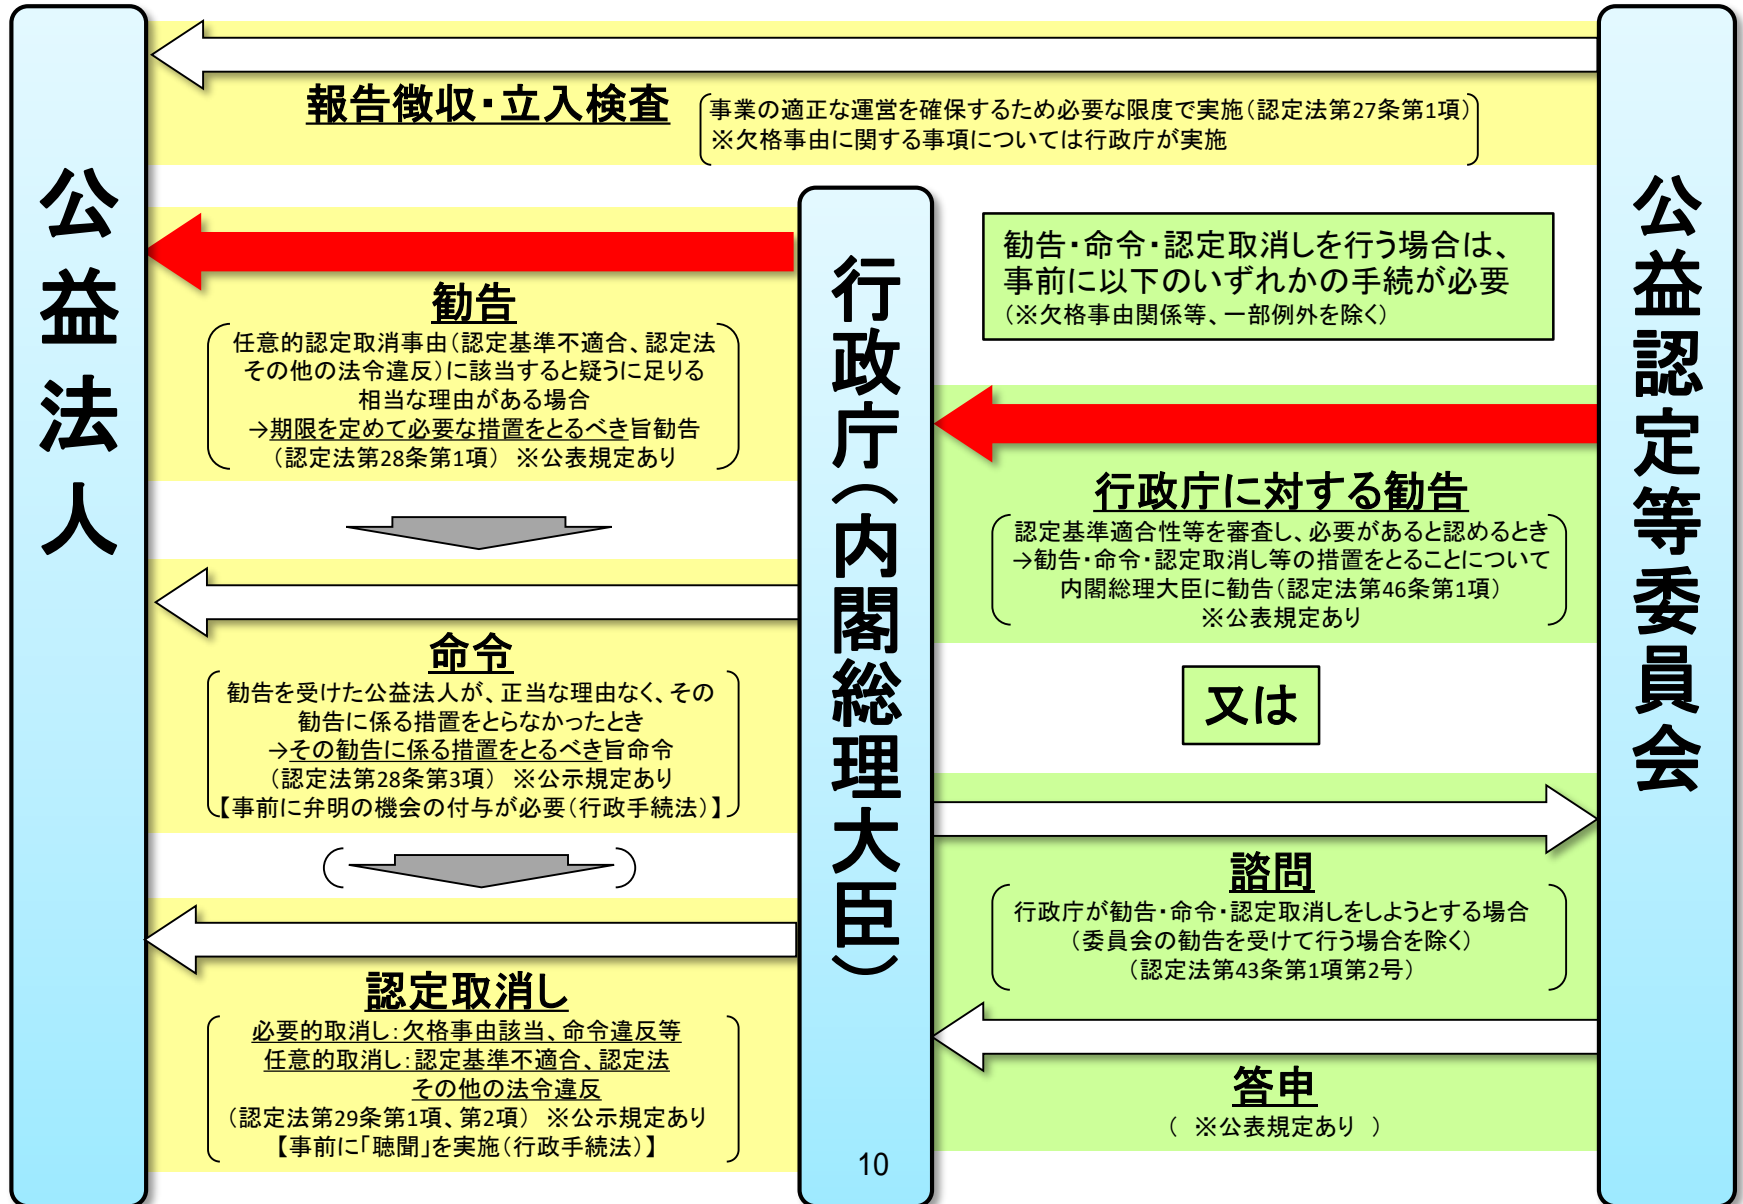 公益法人
報告徴収・立入検査
事業の適正な運営を確保するため必要な限度で実施（認定法第27条第1項）
※欠格事由に関する事項については行政庁が実施
勧告
任意的認定取消事由（認定基準不適合、認定法
その他の法令違反）に該当すると疑うに足りる
相当な理由がある場合
→期限を定めて必要な措置をとるべき旨勧告
（認定法第28条第1項） ※公表規定あり
命令
勧告を受けた公益法人が、正当な理由なく、その
勧告に係る措置をとらなかったとき
→その勧告に係る措置をとるべき旨命令
（認定法第28条第3項） ※公示規定あり
【事前に弁明の機会の付与が必要（行政手続法）】
認定取消し
必要的取消し：欠格事由該当、命令違反等
任意的取消し：認定基準不適合、認定法
その他の法令違反
（認定法第29条第1項、第2項） ※公示規定あり
【事前に「聴聞」を実施（行政手続法）】
行政庁（内閣総理大臣）
10
勧告・命令・認定取消しを行う場合は、
事前に以下のいずれかの手続が必要
（※欠格事由関係等、一部例外を除く）
行政庁に対する勧告
認定基準適合性等を審査し、必要があると認めるとき
→勧告・命令・認定取消し等の措置をとることについて
内閣総理大臣に勧告（認定法第46条第1項）
※公表規定あり
又は
諮問
行政庁が勧告・命令・認定取消しをしようとする場合
（委員会の勧告を受けて行う場合を除く）
（認定法第43条第1項第2号）
答申
（ ※公表規定あり ）
公益認定等委員会